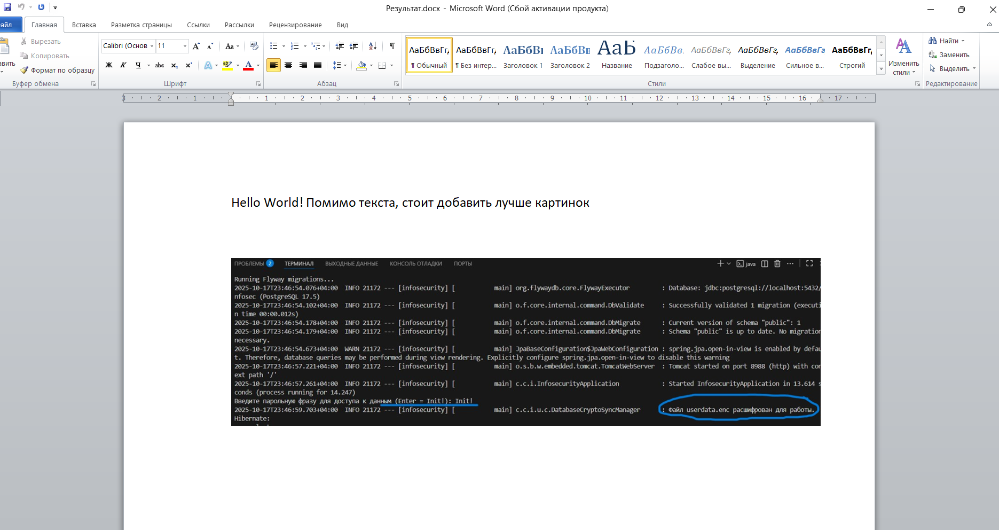 Результат.docx - Microsoft Word (Сбой активации продукта)
айл Главная Вставка Разметка страницы Ссылки Рассылки Рецензирование Вид
Вырезать
Копировать
авить
Формат по образцу
Буфер обмена
Calibri (Основ 11
Aa
Ж К Ч abc x₂ x²
Шрифт
Абзац
АаБбВвГг, АаБбВвГг, АаБбВі АаБбВв АаБ АаБбВв. АаБбВвГг, АаБбВвГг, АаБбВвГг АаБбВвГг,
¶ Обычный ¶ Без интер... Заголовок 1 Заголовок 2 Название Подзаголо... Слабое вы... Выделение Сильное в... Строгий
Стили
Изменить
стили
Найти
Заменить
Выделить
Редактирование
3 2 1 1 2 3 4 5 6 7 8 9 10 11 12 13 14 15 16 17
Hello World! Помимо текста, стоит добавить лучше картинок
ПРОБЛЕМЫ 2 ТЕРМИНАЛ ВЫХОДНЫЕ ДАННЫЕ КОНСОЛЬ ОТЛАДКИ ПОРТЫ java
Running Flyway migrations...
2025-10-17T23:46:54.076+04:00 INFO 21172 --- [infosecurity] [ main] org.flywaydb.core.FlywayExecutor : Database: jdbc:postgresql://localhost:5432/
nfosec (PostgreSQL 17.5)
2025-10-17T23:46:54.102+04:00 INFO 21172 --- [infosecurity] [ main] o.f.core.internal.command.DbValidate : Successfully validated 1 migration (executi
n time 00:00.012s)
2025-10-17T23:46:54.178+04:00 INFO 21172 --- [infosecurity] [ main] o.f.core.internal.command.DbMigrate : Current version of schema "public": 1
2025-10-17T23:46:54.179+04:00 INFO 21172 --- [infosecurity] [ main] o.f.core.internal.command.DbMigrate : Schema "public" is up to date. No migration
necessary.
2025-10-17T23:46:54.673+04:00 WARN 21172 --- [infosecurity] [ main] JpaBaseConfiguration$JpaWebConfiguration : spring.jpa.open-in-view is enabled by defau
t. Therefore, database queries may be performed during view rendering. Explicitly configure spring.jpa.open-in-view to disable this warning
2025-10-17T23:46:57.221+04:00 INFO 21172 --- [infosecurity] [ main] o.s.b.w.embedded.tomcat.TomcatWebServer : Tomcat started on port 8988 (http) with con
ext path '/'
2025-10-17T23:46:57.261+04:00 INFO 21172 --- [infosecurity] [ main] c.c.i.InfosecurityApplication : Started InfosecurityApplication in 13.614 s
conds (process running for 14.247)
Введите парольную фразу для доступа к данным (Enter = Init!): Init!
2025-10-17T23:46:59.703+04:00 INFO 21172 --- [infosecurity] [ main] c.c.i.u.c.DatabaseCryptoSyncManager : Файл userdata.enc расшифрован для работы.
Hibernate: